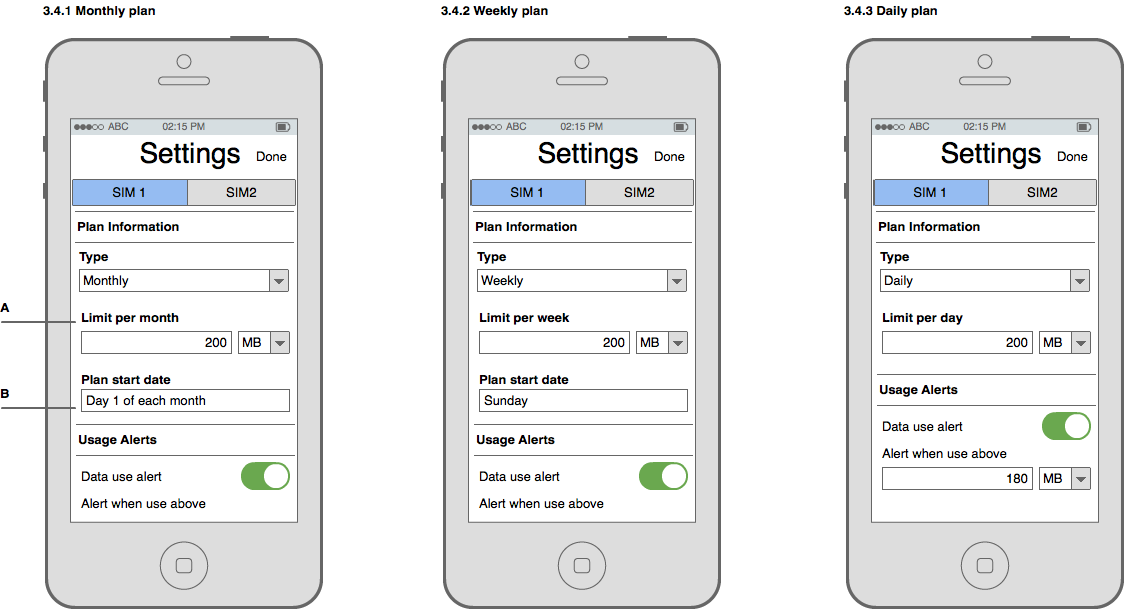 3.4.1 Monthly plan
ABC 02:15 PM
Settings Done
SIM 1 SIM2
Plan Information
Type
Monthly
A
Limit per month
200 MB
Plan start date
B
Day 1 of each month
Usage Alerts
Data use alert
Alert when use above
3.4.2 Weekly plan
ABC 02:15 PM
Settings Done
SIM 1 SIM2
Plan Information
Type
Weekly
Limit per week
200 MB
Plan start date
Sunday
Usage Alerts
Data use alert
Alert when use above
3.4.3 Daily plan
ABC 02:15 PM
Settings Done
SIM 1 SIM2
Plan Information
Type
Daily
Limit per day
200 MB
Usage Alerts
Data use alert
Alert when use above
180 MB